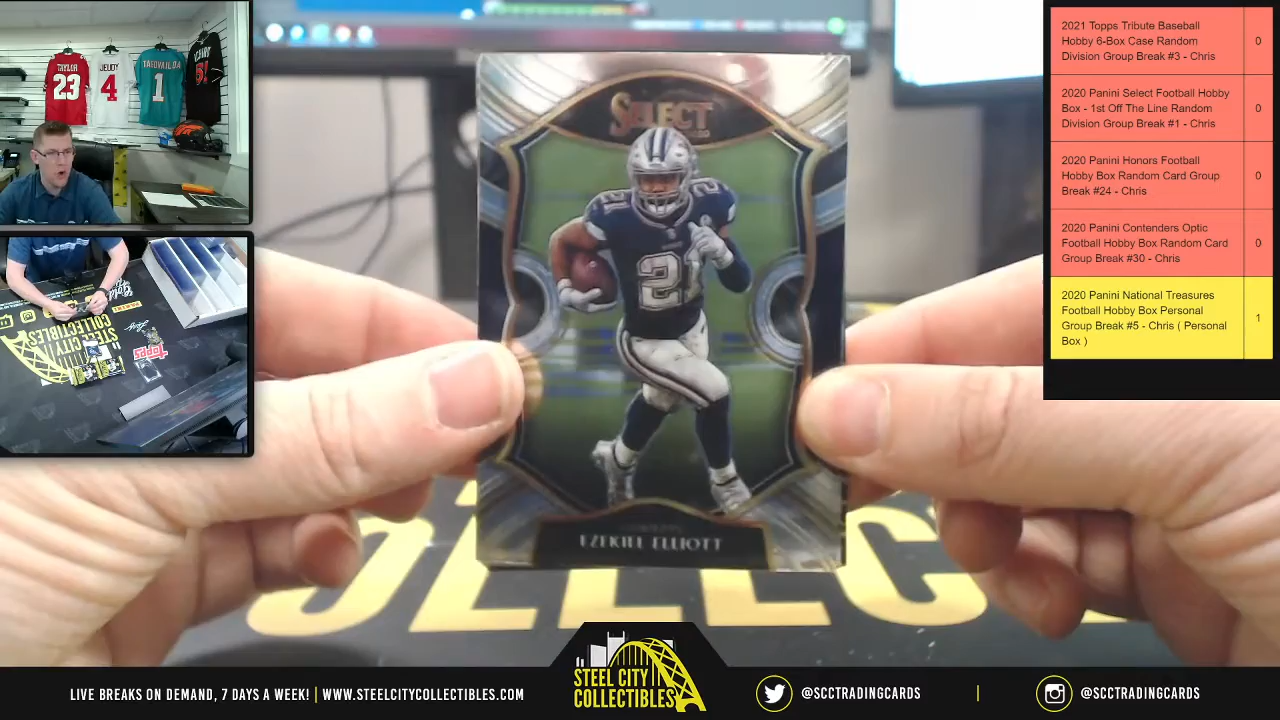 TAYLOR
23
JEUDY
4
TAGOVAILOA
1
ICHIRO
51
STEEL CITY
COLLECTIBLES
Topps
SELECT
21
21
EZEKIEL ELLIOTT
2021 Topps Tribute Baseball
Hobby 6-Box Case Random
Division Group Break #3 - Chris
0
2020 Panini Select Football Hobby
Box - 1st Off The Line Random
Division Group Break #1 - Chris
0
2020 Panini Honors Football
Hobby Box Random Card Group
Break #24 - Chris
0
2020 Panini Contenders Optic
Football Hobby Box Random Card
Group Break #30 - Chris
0
2020 Panini National Treasures
Football Hobby Box Personal
Group Break #5 - Chris ( Personal
Box )
1
LIVE BREAKS ON DEMAND, 7 DAYS A WEEK! | WWW.STEELCITYCOLLECTIBLES.COM
STEEL CITY
COLLECTIBLES
@SCCTRADINGCARDS
@SCCTRADINGCARDS